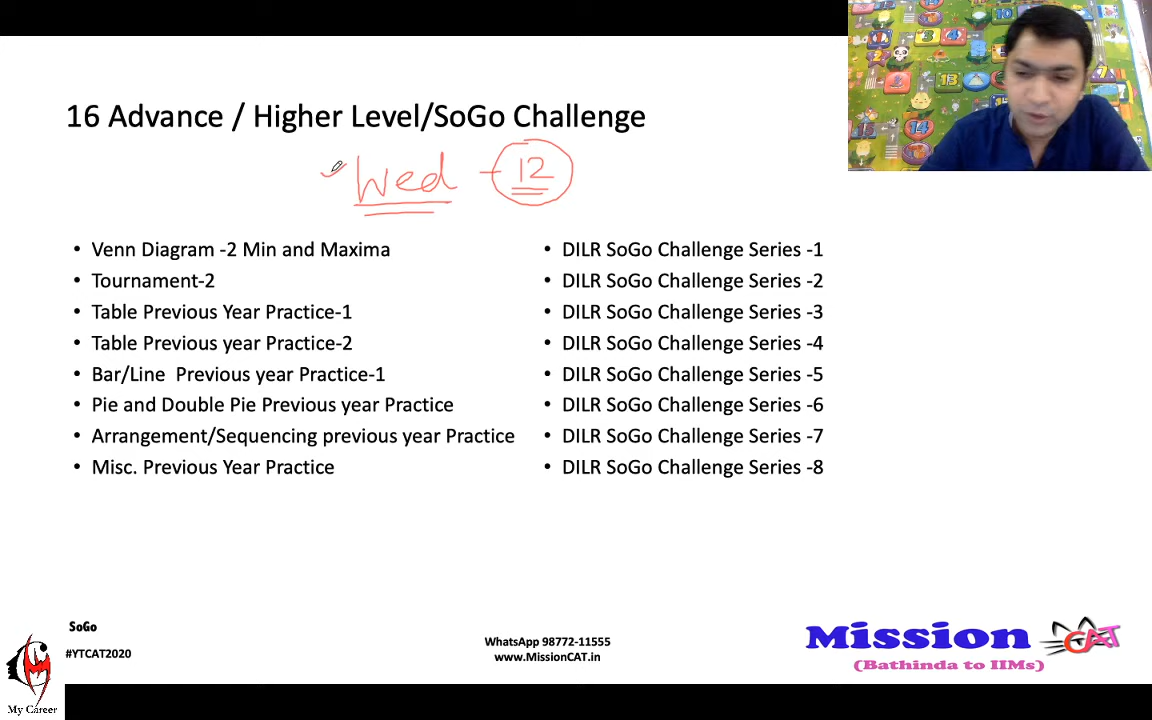 16 Advance / Higher Level/SoGo Challenge
Wed - 12
• Venn Diagram -2 Min and Maxima
• Tournament-2
• Table Previous Year Practice-1
• Table Previous year Practice-2
• Bar/Line Previous year Practice-1
• Pie and Double Pie Previous year Practice
• Arrangement/Sequencing previous year Practice
• Misc. Previous Year Practice
• DILR SoGo Challenge Series -1
• DILR SoGo Challenge Series -2
• DILR SoGo Challenge Series -3
• DILR SoGo Challenge Series -4
• DILR SoGo Challenge Series -5
• DILR SoGo Challenge Series -6
• DILR SoGo Challenge Series -7
• DILR SoGo Challenge Series -8
SoGo
#YTCAT2020
My Career
WhatsApp 98772-11555
www.MissionCAT.in
Mission CAT
(Bathinda to IIMs)